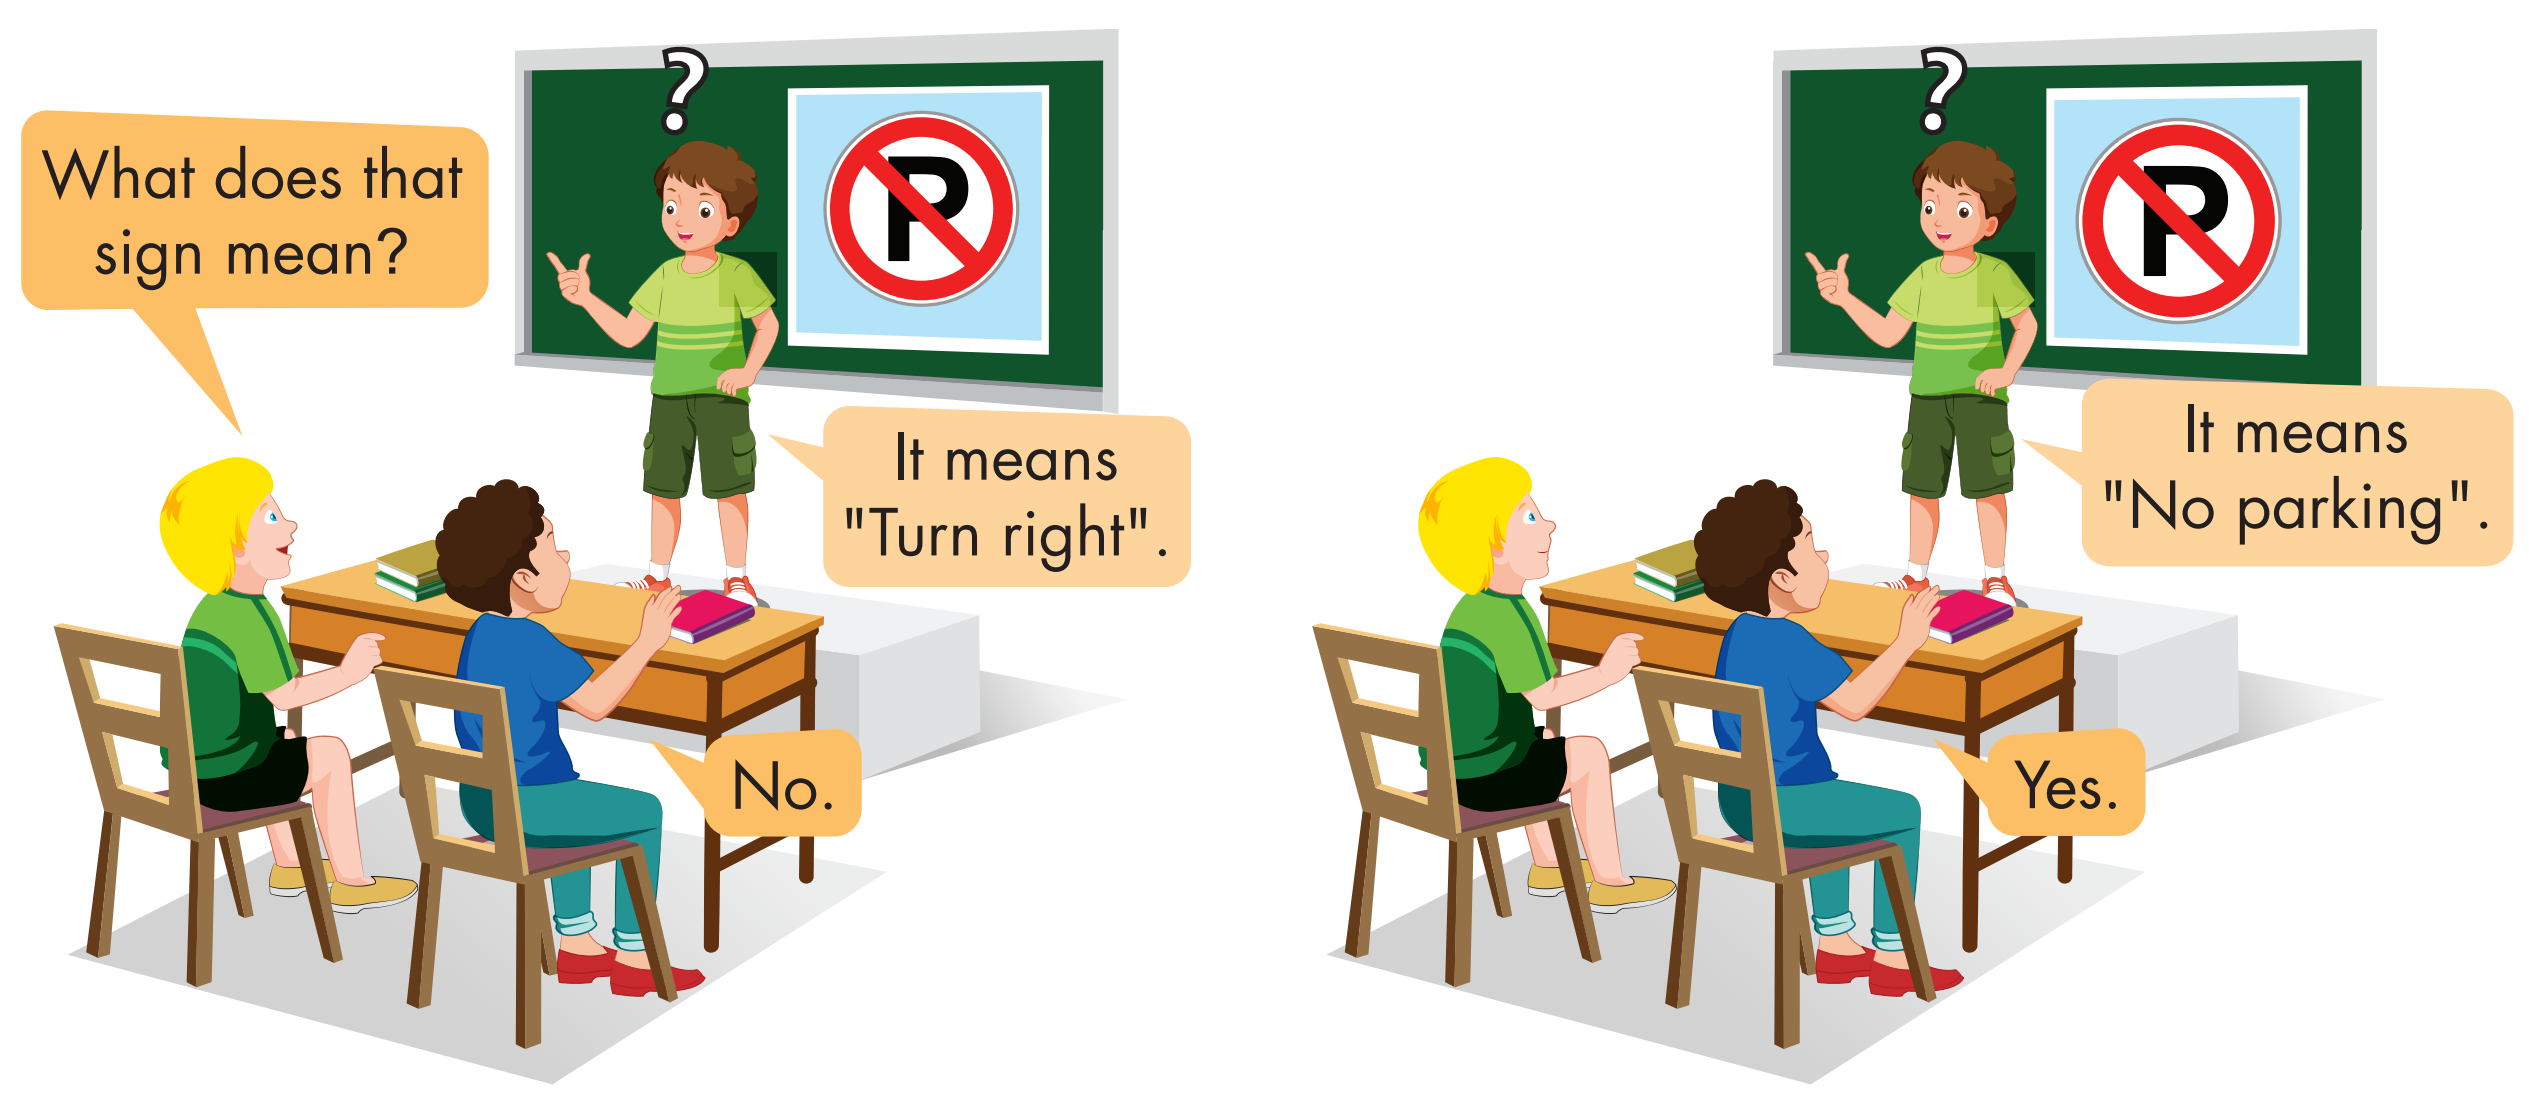 What does that
sign mean?
?
P
It means
"Turn right".
No.
?
P
It means
"No parking".
Yes.